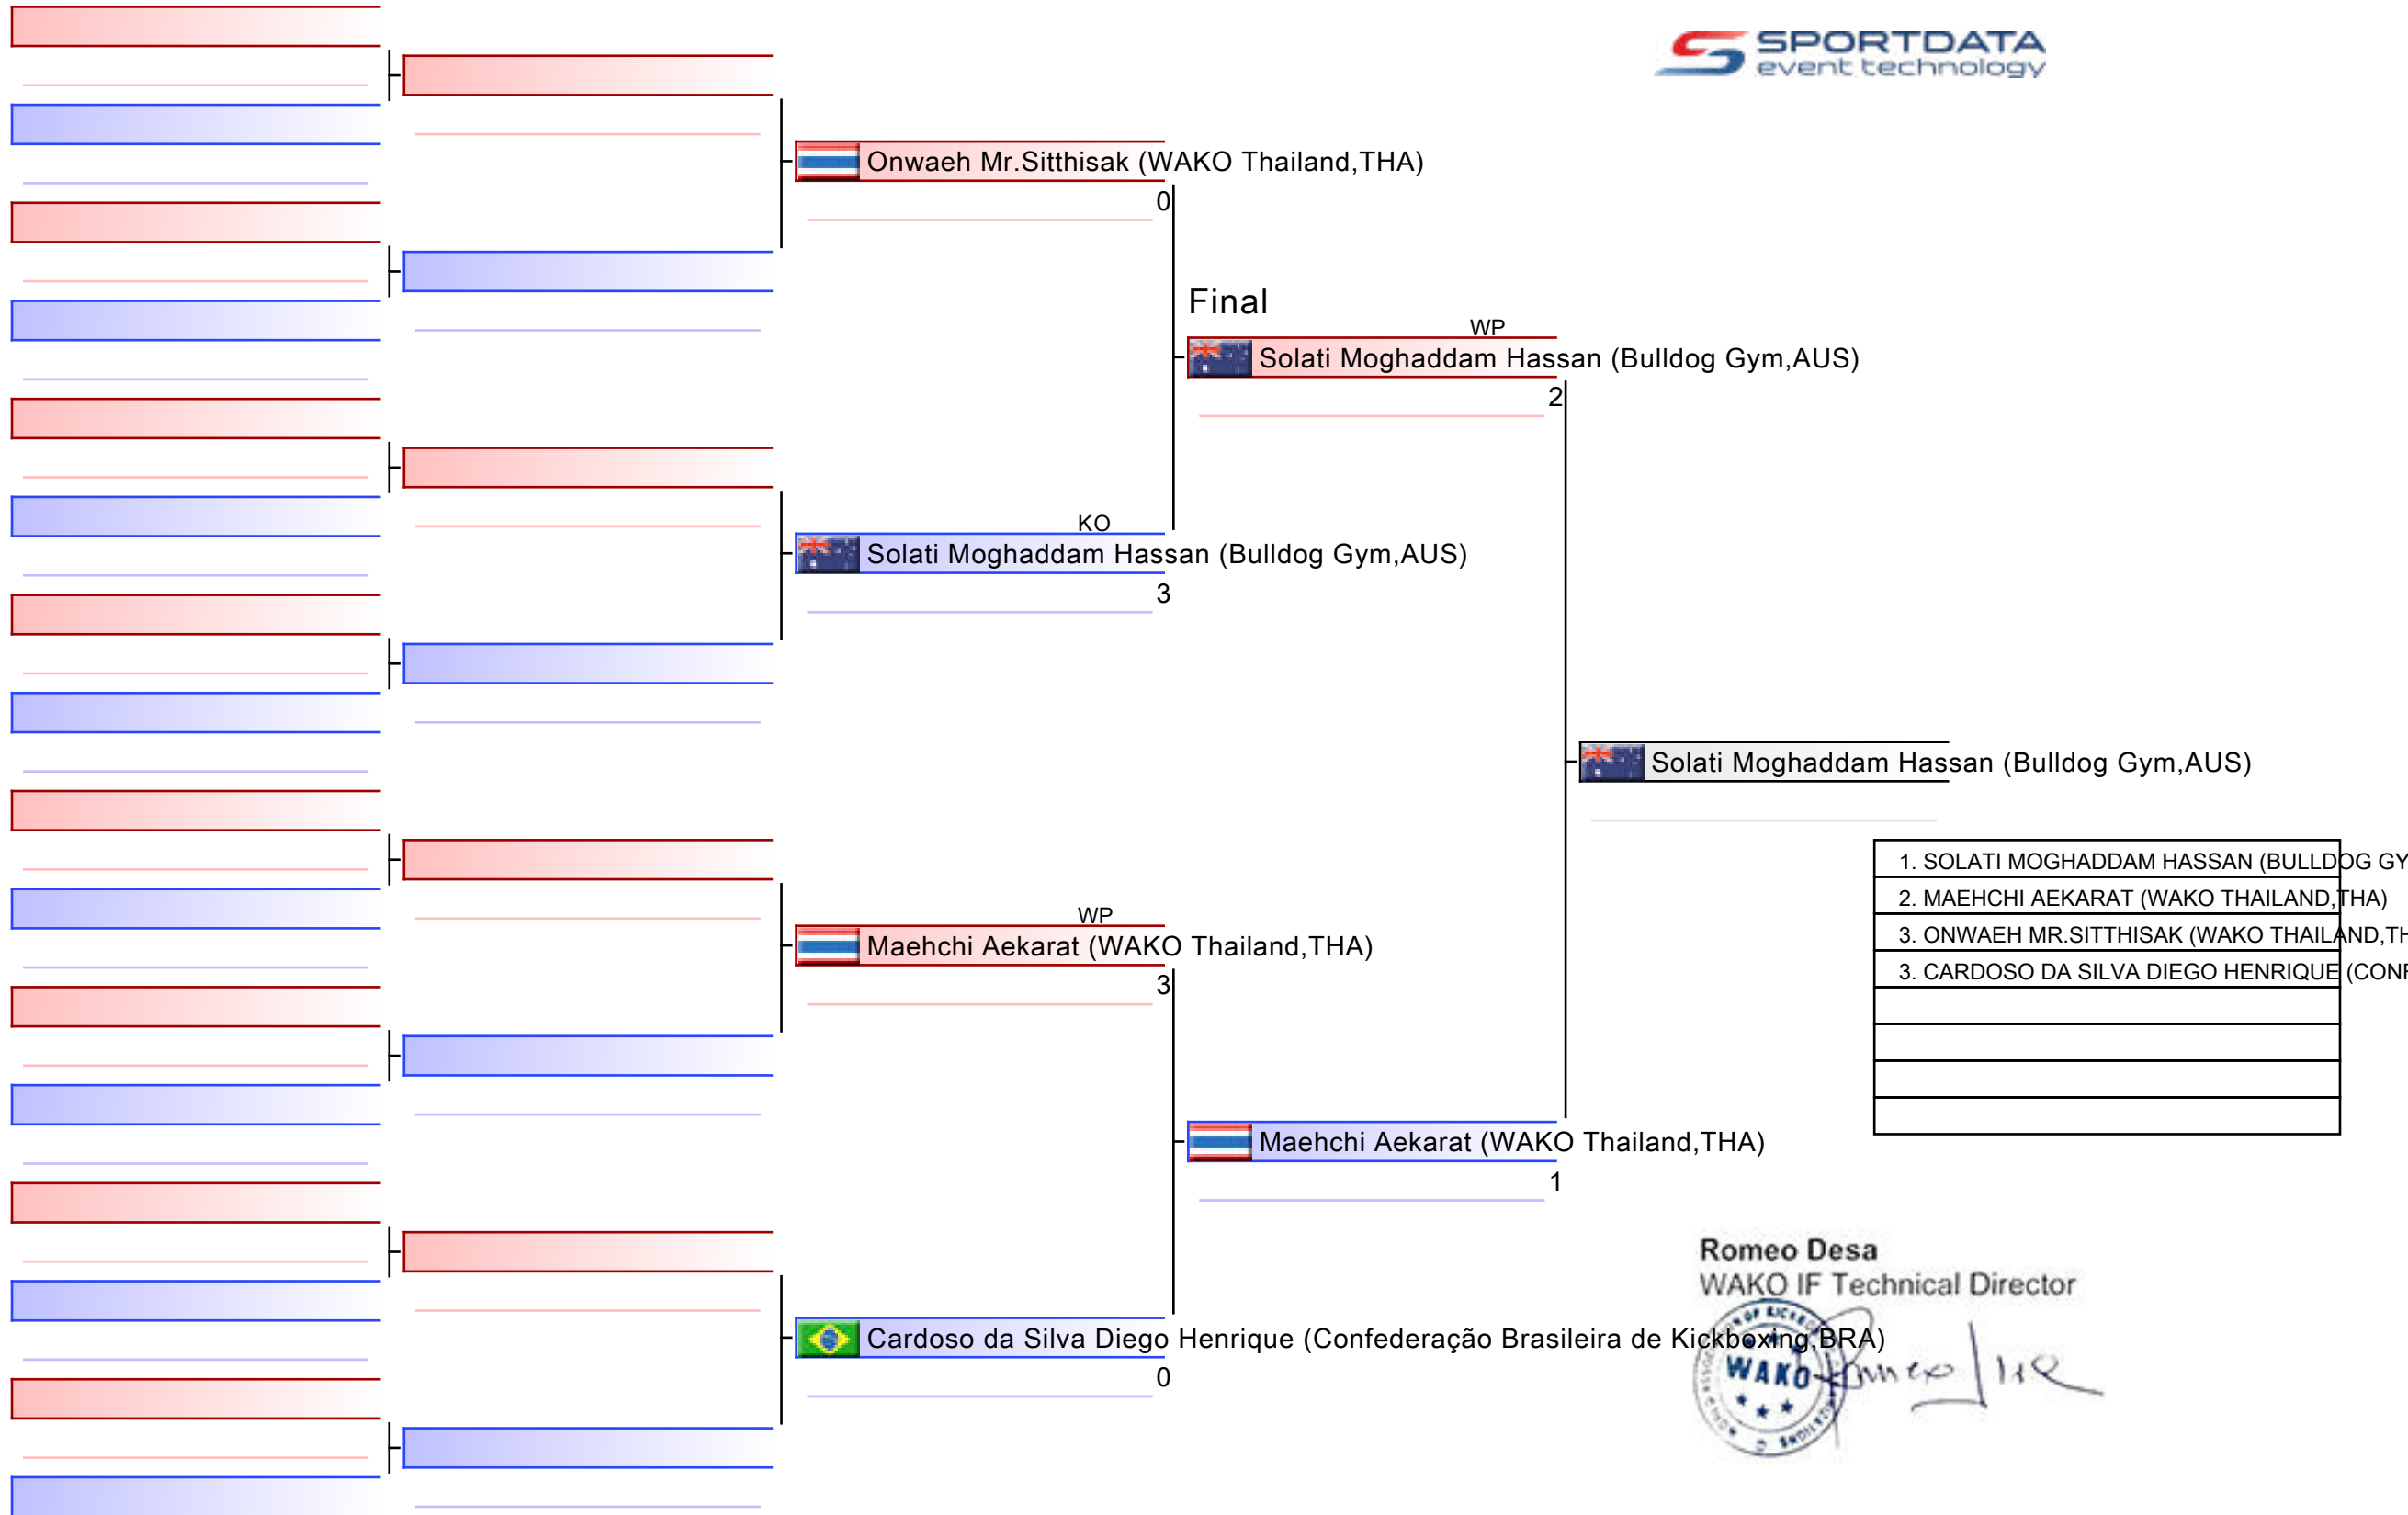 SPORTDATA
event technology
Onwaeh Mr.Sitthisak (WAKO Thailand,THA)
0
Final
WP
Solati Moghaddam Hassan (Bulldog Gym,AUS)
2
KO
Solati Moghaddam Hassan (Bulldog Gym,AUS)
3
Solati Moghaddam Hassan (Bulldog Gym,AUS)
1. SOLATI MOGHADDAM HASSAN (BULLDOG GY
2. MAEHCHI AEKARAT (WAKO THAILAND,THA)
3. ONWAEH MR.SITTHISAK (WAKO THAILAND,TH
3. CARDOSO DA SILVA DIEGO HENRIQUE (CONF
WP
Maehchi Aekarat (WAKO Thailand,THA)
3
Maehchi Aekarat (WAKO Thailand,THA)
1
Romeo Desa
WAKO IF Technical Director
Cardoso da Silva Diego Henrique (Confederação Brasileira de Kickboxing,BRA)
0
WAKO